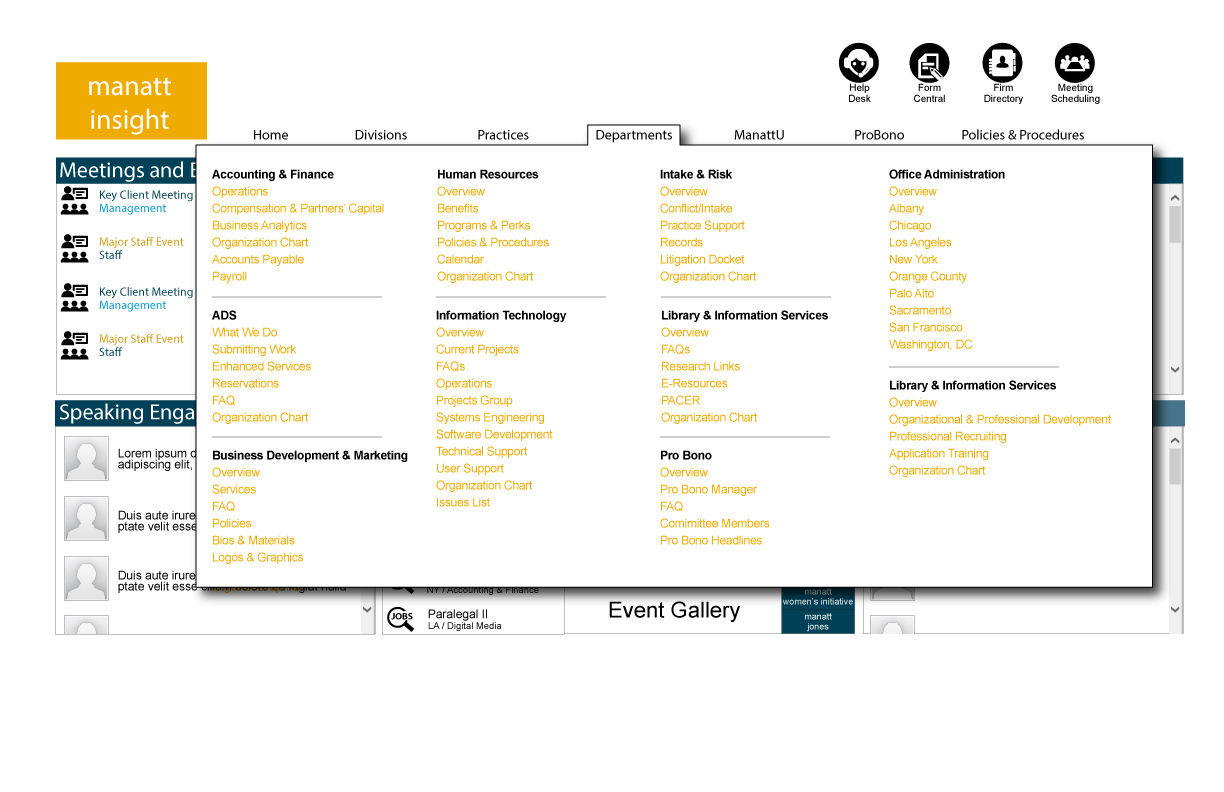 manatt
insight
Help
Desk
Form
Central
Firm
Directory
Meeting
Scheduling
Home
Divisions
Practices
Departments
ManattU
ProBono
Policies & Procedures
Meetings and E
Key Client Meeting
Management
Major Staff Event
Staff
Key Client Meeting
Management
Major Staff Event
Staff
Speaking Enga
Lorem ipsum d
adipiscing elit,
Duis aute irure
ptate velit esse
Duis aute irure
ptate velit esse
Accounting & Finance
Operations
Compensation & Partners' Capital
Business Analytics
Organization Chart
Accounts Payable
Payroll
ADS
What We Do
Submitting Work
Enhanced Services
Reservations
FAQ
Organization Chart
Business Development & Marketing
Overview
Services
FAQ
Policies
Bios & Materials
Logos & Graphics
Human Resources
Overview
Benefits
Programs & Perks
Policies & Procedures
Calendar
Organization Chart
Information Technology
Overview
Current Projects
FAQs
Operations
Projects Group
Systems Engineering
Software Development
Technical Support
User Support
Organization Chart
Issues List
Intake & Risk
Overview
Conflict/Intake
Practice Support
Records
Litigation Docket
Organization Chart
Library & Information Services
Overview
FAQs
Research Links
E-Resources
PACER
Organization Chart
Pro Bono
Overview
Pro Bono Manager
FAQ
Comimittee Members
Pro Bono Headlines
Office Administration
Overview
Albany
Chicago
Los Angeles
New York
Orange County
Palo Alto
Sacramento
San Francisco
Washington, DC
Library & Information Services
Overview
Organizational & Professional Development
Professional Recruiting
Application Training
Organization Chart
NY / Accounting & Finance
JOBS
Paralegal II
LA / Digital Media
Event Gallery
manatt
women's initiative
manatt
jones